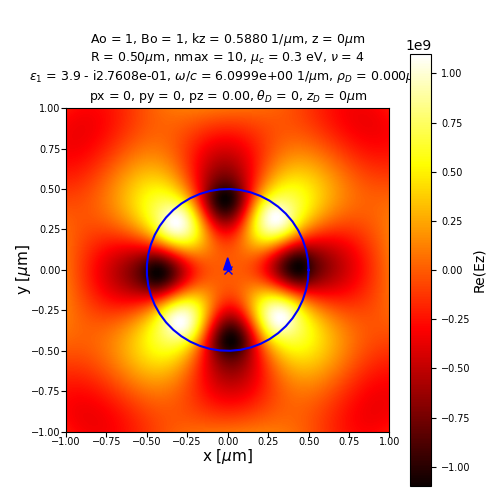 Ao = 1, Bo = 1, kz = 0.5880 1/μm, z = 0μm
R = 0.50μm, nmax = 10, μc = 0.3 eV, ν = 4
ε1 = 3.9 - i2.7608e-01, ω/c = 6.0999e+00 1/μm, ρD = 0.000μ
px = 0, py = 0, pz = 0.00, θD = 0, zD = 0μm
1e9
1.00
0.75
0.50
0.25
0.00
−0.25
−0.50
−0.75
−1.00
y [μm]
−1.00 −0.75 −0.50 −0.25 0.00 0.25 0.50 0.75 1.00
x [μm]
1.00
0.75
0.50
0.25
0.00
−0.25
−0.50
−0.75
−1.00
Re(Ez)